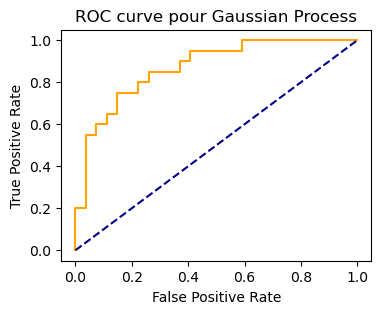 ROC curve pour Gaussian Process
True Positive Rate
1.0
0.8
0.6
0.4
0.2
0.0
0.0 0.2 0.4 0.6 0.8 1.0
False Positive Rate